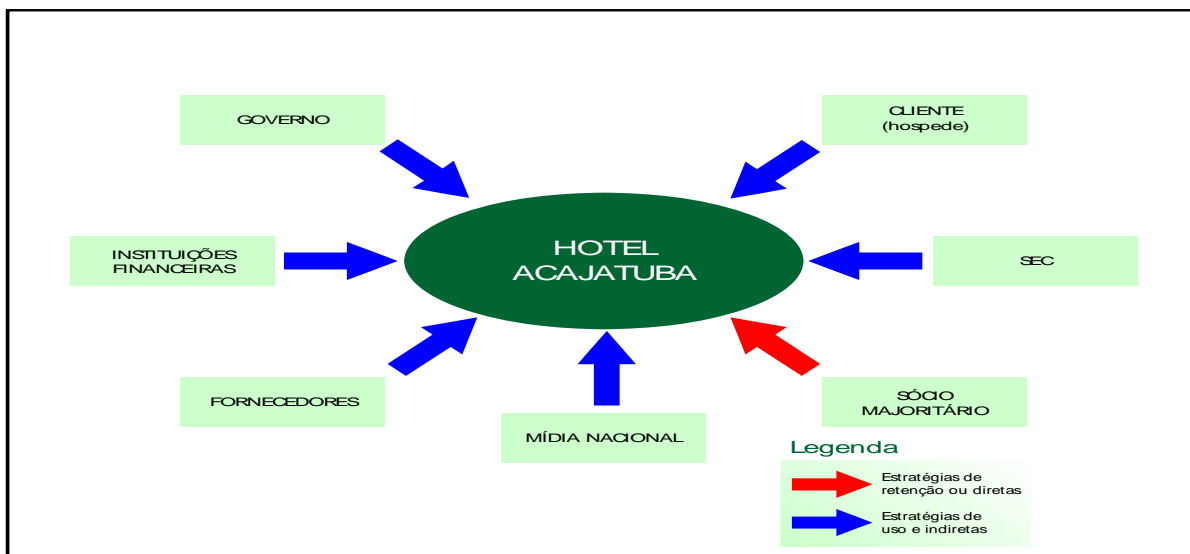 GOVERNO
CLIENTE
(hospede)
HOTEL
ACAJATUBA
INSTITUIÇÕES
FINANCEIRAS
SEC
FORNECEDORES
MÍDIA NACIONAL
SÓCIO
MAJORITÁRIO
Legenda
Estratégias de
retenção ou diretas
Estratégias de
uso e indiretas